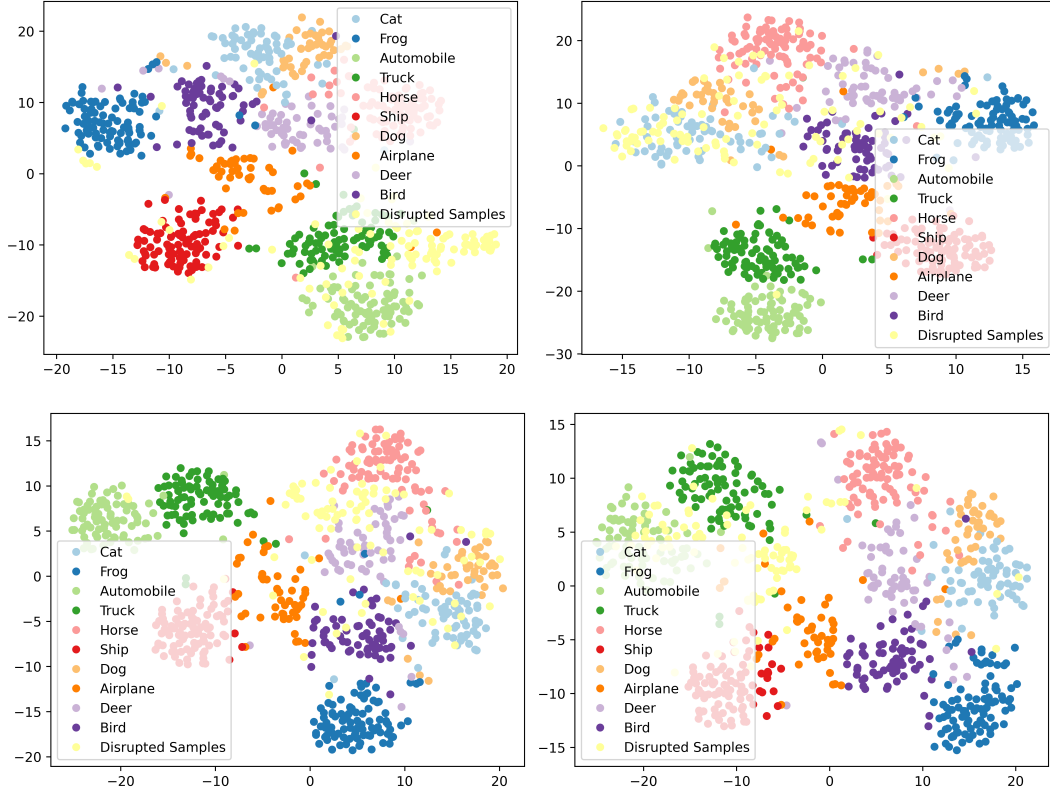 20
10
0
−10
−20
−20 −15 −10 −5 0 5 10 15 20
Cat
Frog
Automobile
Truck
Horse
Ship
Dog
Airplane
Deer
Bird
Disrupted Samples
20
10
0
−10
−20
−30
−15 −10 −5 0 5 10 15
Cat
Frog
Automobile
Truck
Horse
Ship
Dog
Airplane
Deer
Bird
Disrupted Samples
15
10
5
0
−5
−10
−15
−20
−20 −10 0 10 20
Cat
Frog
Automobile
Truck
Horse
Ship
Dog
Airplane
Deer
Bird
Disrupted Samples
15
10
5
0
−5
−10
−15
−20 −10 0 10 20
Cat
Frog
Automobile
Truck
Horse
Ship
Dog
Airplane
Deer
Bird
Disrupted Samples